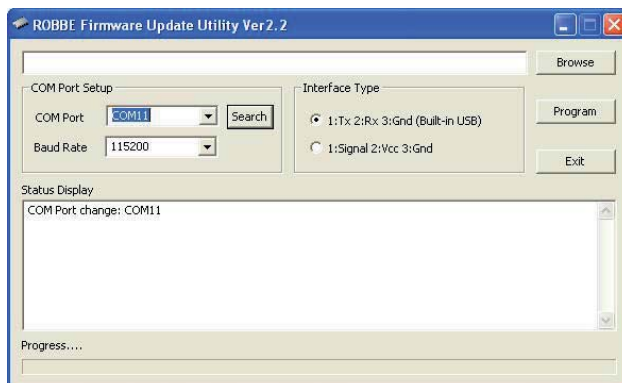 ROBBE Firmware Update Utility Ver2.2
Browse
COM Port Setup
COM Port COM11 Search
Baud Rate 115200
Interface Type
1:Tx 2:Rx 3:Gnd (Built-in USB)
1:Signal 2:Vcc 3:Gnd
Program
Exit
Status Display
COM Port change: COM11
Progress....